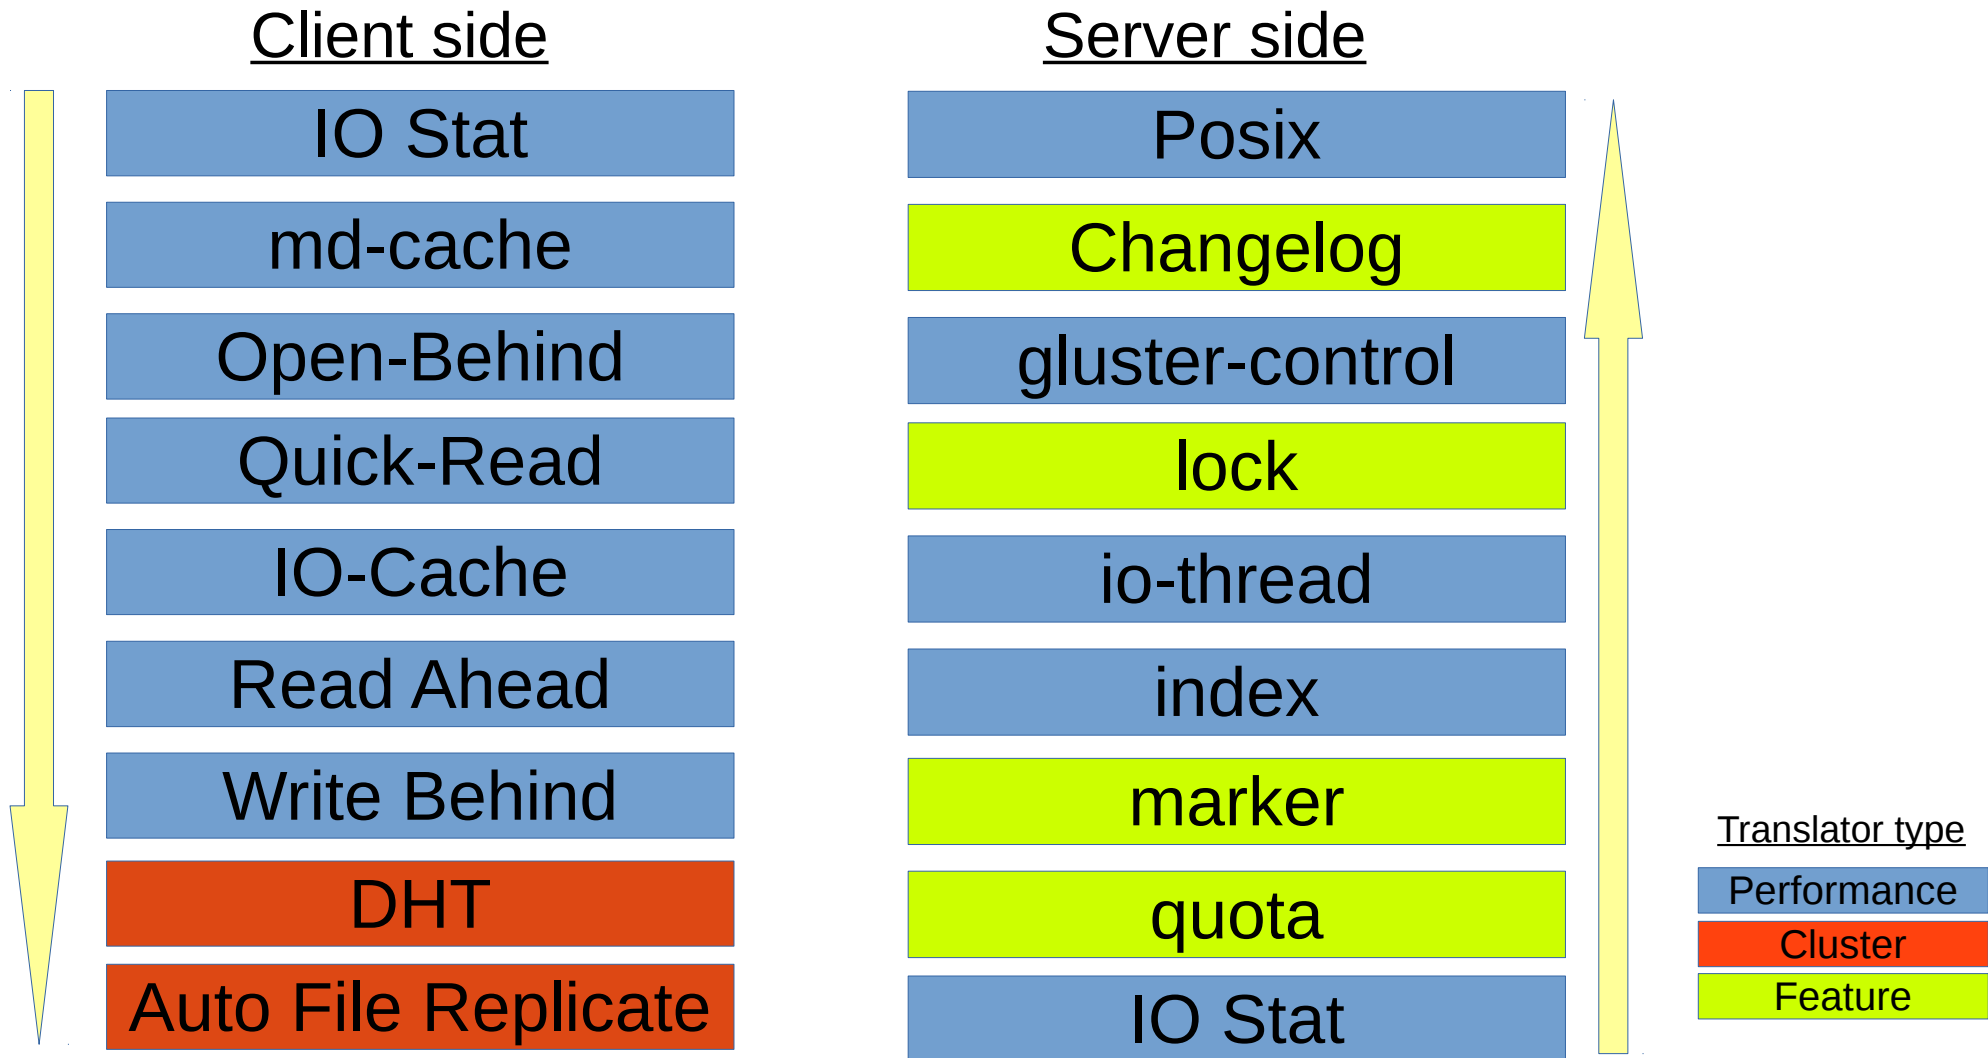 Client side
IO Stat
md-cache
Open-Behind
Quick-Read
IO-Cache
Read Ahead
Write Behind
DHT
Auto File Replicate
Server side
Posix
Changelog
gluster-control
lock
io-thread
index
marker
quota
IO Stat
Translator type
Performance
Cluster
Feature